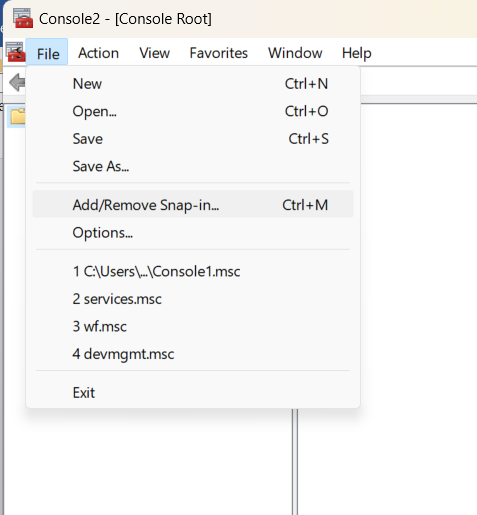 Console2 - [Console Root]
File Action View Favorites Window Help
New Ctrl+N
Open... Ctrl+O
Save Ctrl+S
Save As...
Add/Remove Snap-in... Ctrl+M
Options...
1 C:\Users\...\Console1.msc
2 services.msc
3 wf.msc
4 devmgmt.msc
Exit